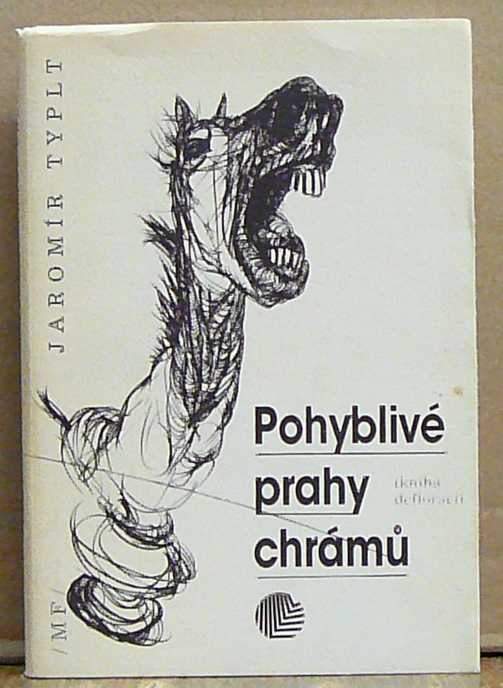 JAROMÍR TYPLT
Pohyblivé
prahy
(kniha
deflorací)
chrámů
/MF/